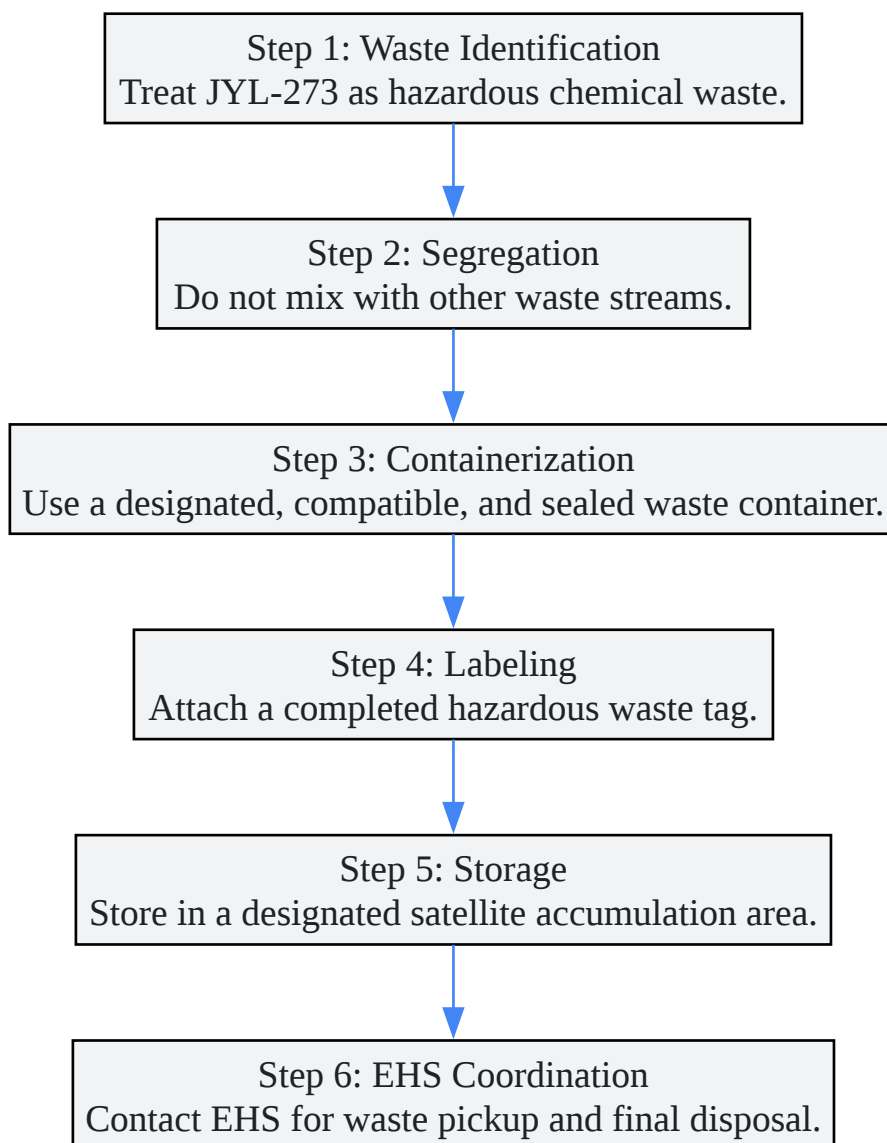 Step 1: Waste Identification
Treat JYL-273 as hazardous chemical waste.
Step 2: Segregation
Do not mix with other waste streams.
Step 3: Containerization
Use a designated, compatible, and sealed waste container.
Step 4: Labeling
Attach a completed hazardous waste tag.
Step 5: Storage
Store in a designated satellite accumulation area.
Step 6: EHS Coordination
Contact EHS for waste pickup and final disposal.